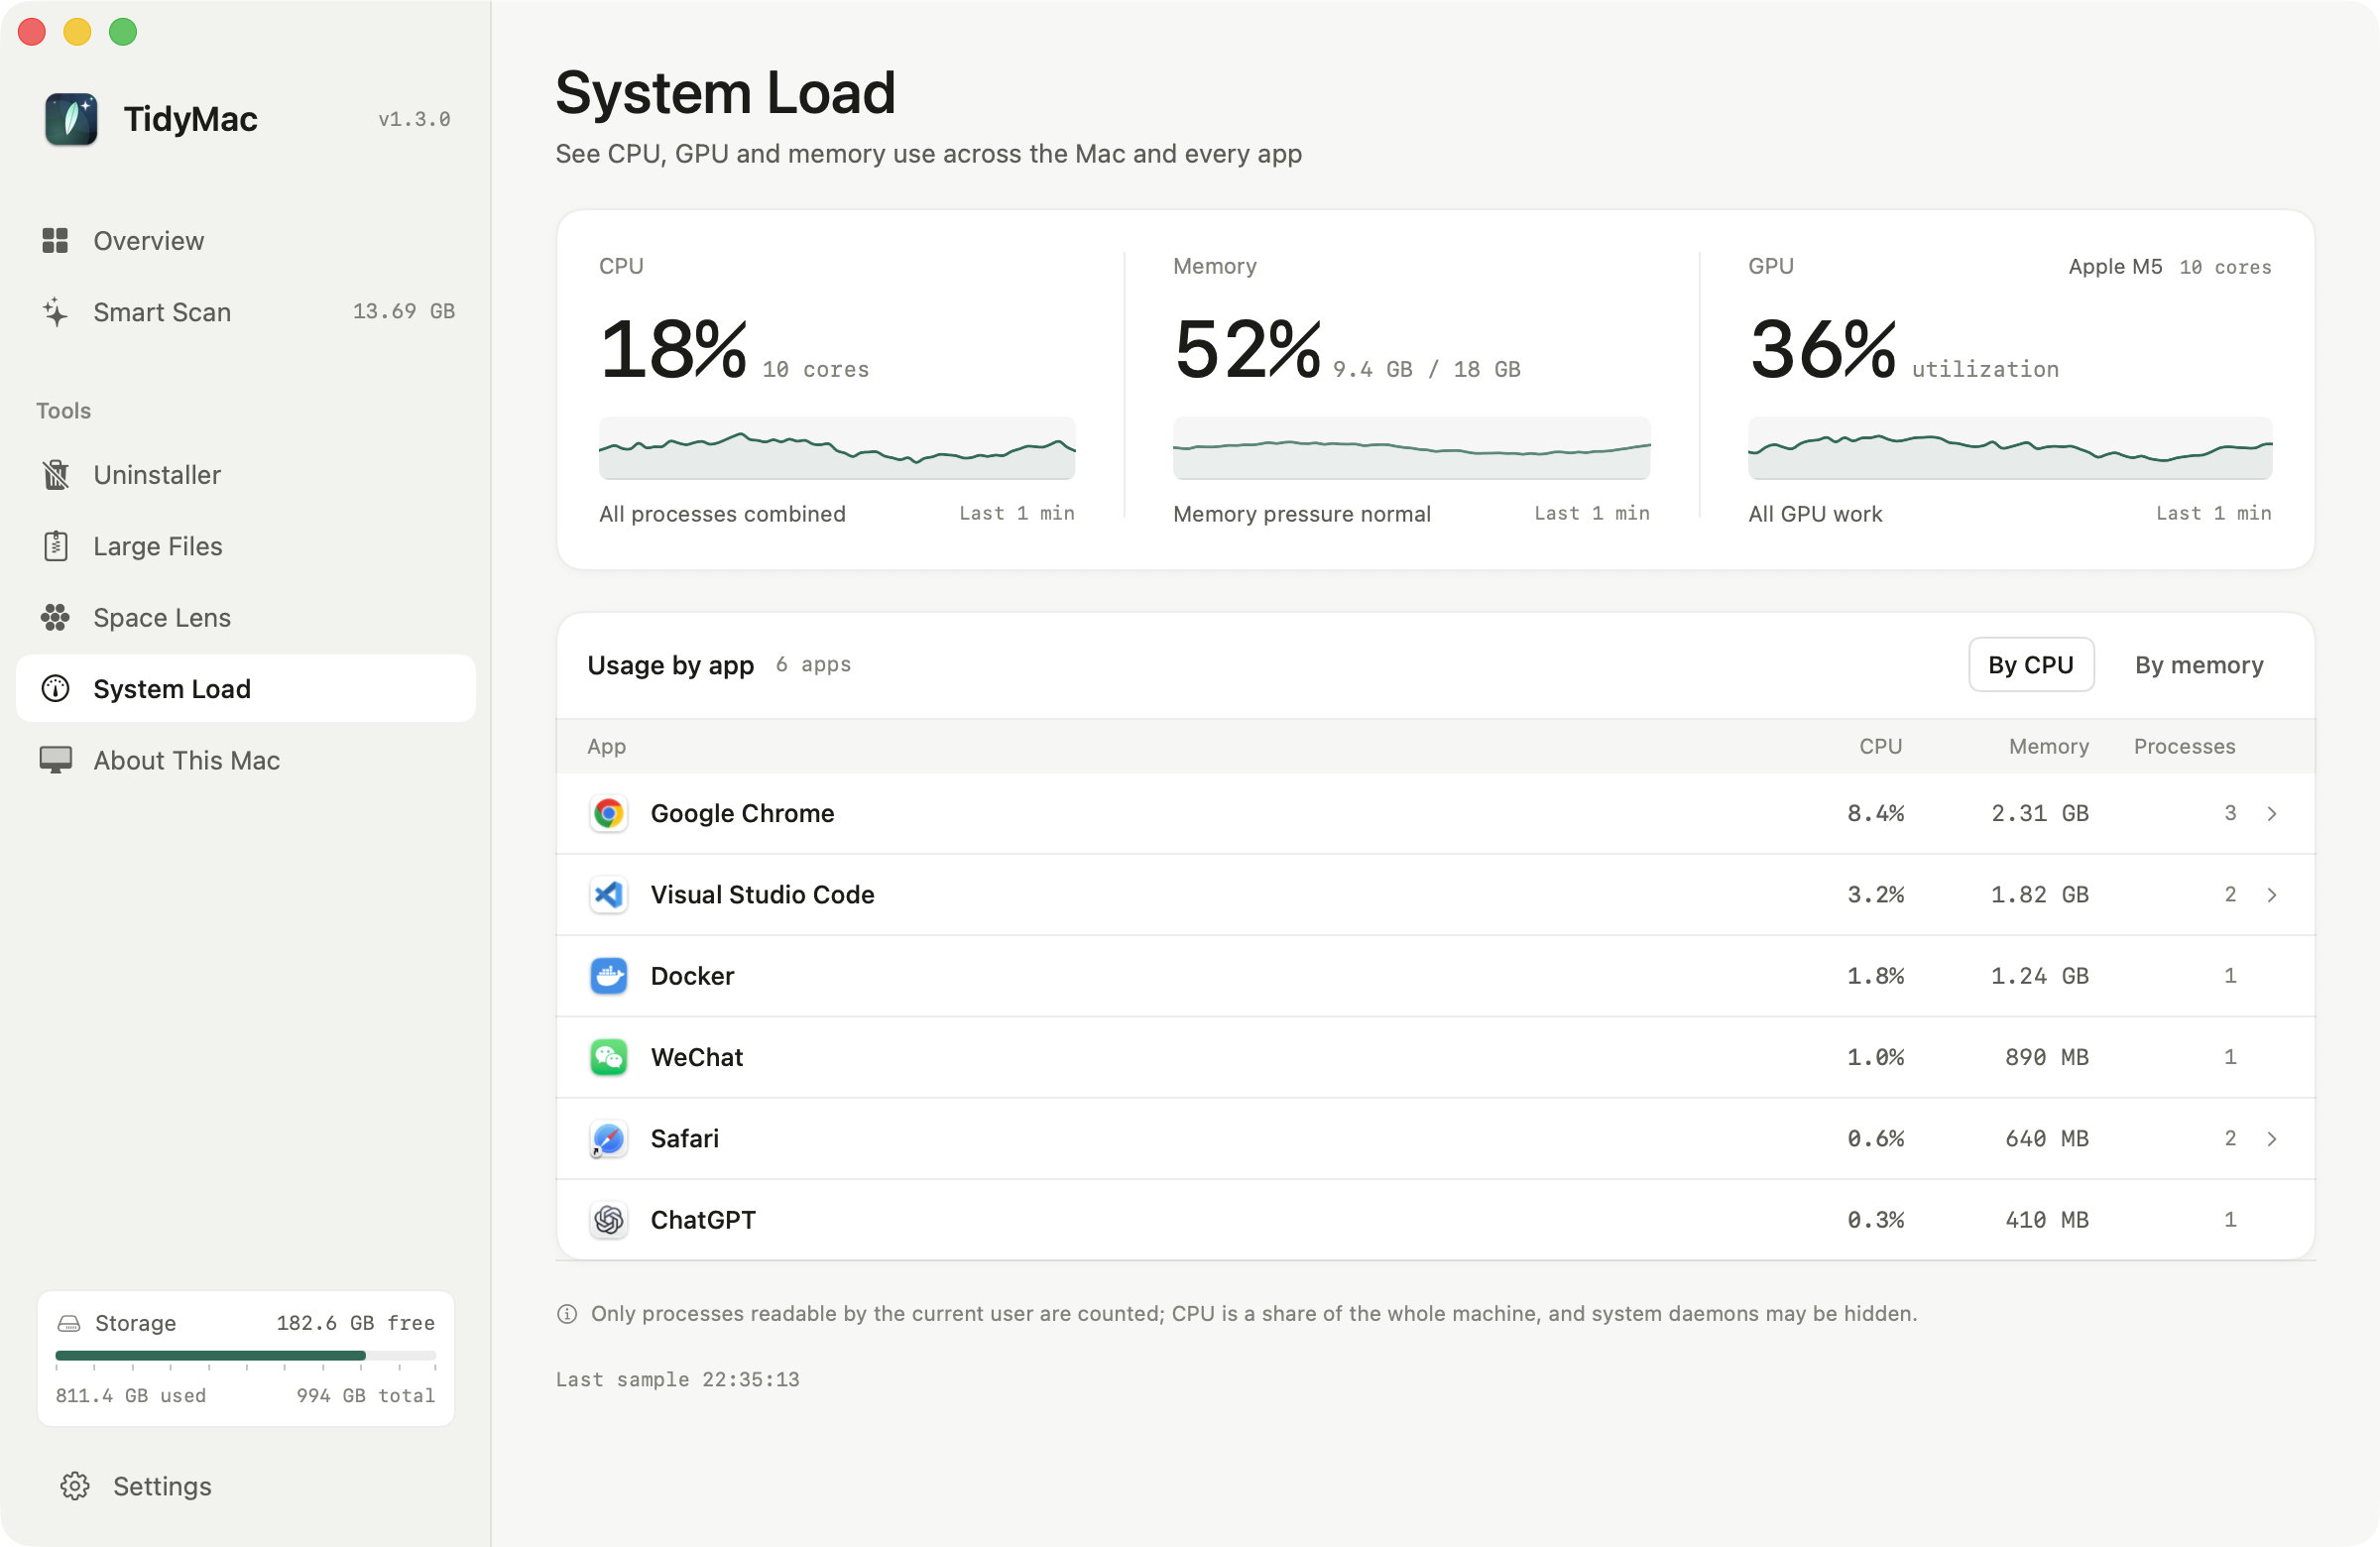 TidyMac v1.3.0
Overview
Smart Scan 13.69 GB
Tools
Uninstaller
Large Files
Space Lens
System Load
About This Mac
Storage 182.6 GB free
811.4 GB used 994 GB total
Settings
System Load
See CPU, GPU and memory use across the Mac and every app
CPU
18% 10 cores
All processes combined Last 1 min
Memory
52% 9.4 GB / 18 GB
Memory pressure normal Last 1 min
GPU Apple M5 10 cores
36% utilization
All GPU work Last 1 min
Usage by app 6 apps By CPU By memory
App CPU Memory Processes
Google Chrome 8.4% 2.31 GB 3
Visual Studio Code 3.2% 1.82 GB 2
Docker 1.8% 1.24 GB 1
WeChat 1.0% 890 MB 1
Safari 0.6% 640 MB 2
ChatGPT 0.3% 410 MB 1
Only processes readable by the current user are counted; CPU is a share of the whole machine, and system daemons may be hidden.
Last sample 22:35:13